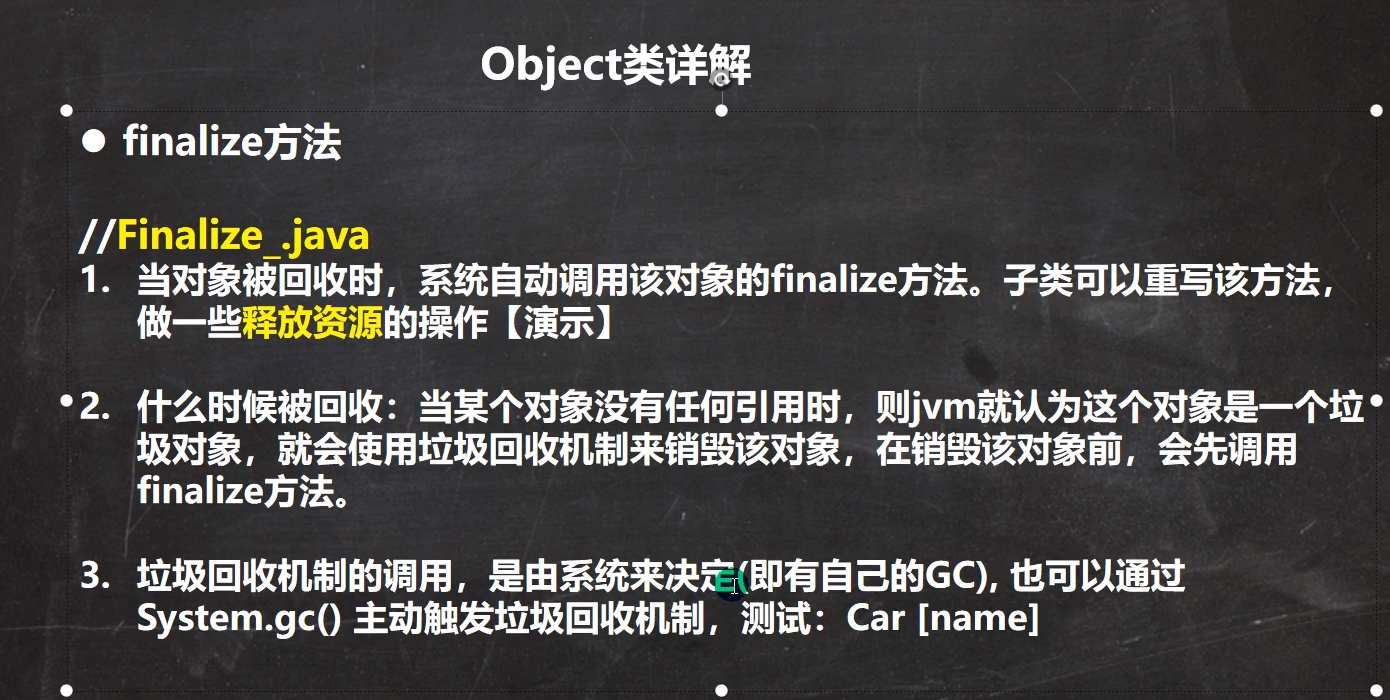 Object类详解
● finalize方法
//Finalize_.java
1. 当对象被回收时，系统自动调用该对象的finalize方法。子类可以重写该方法，
做一些释放资源的操作【演示】
2. 什么时候被回收：当某个对象没有任何引用时，则jvm就认为这个对象是一个垃
圾对象，就会使用垃圾回收机制来销毁该对象，在销毁该对象前，会先调用
finalize方法。
3. 垃圾回收机制的调用，是由系统来决定(即有自己的GC), 也可以通过
System.gc() 主动触发垃圾回收机制，测试：Car [name]